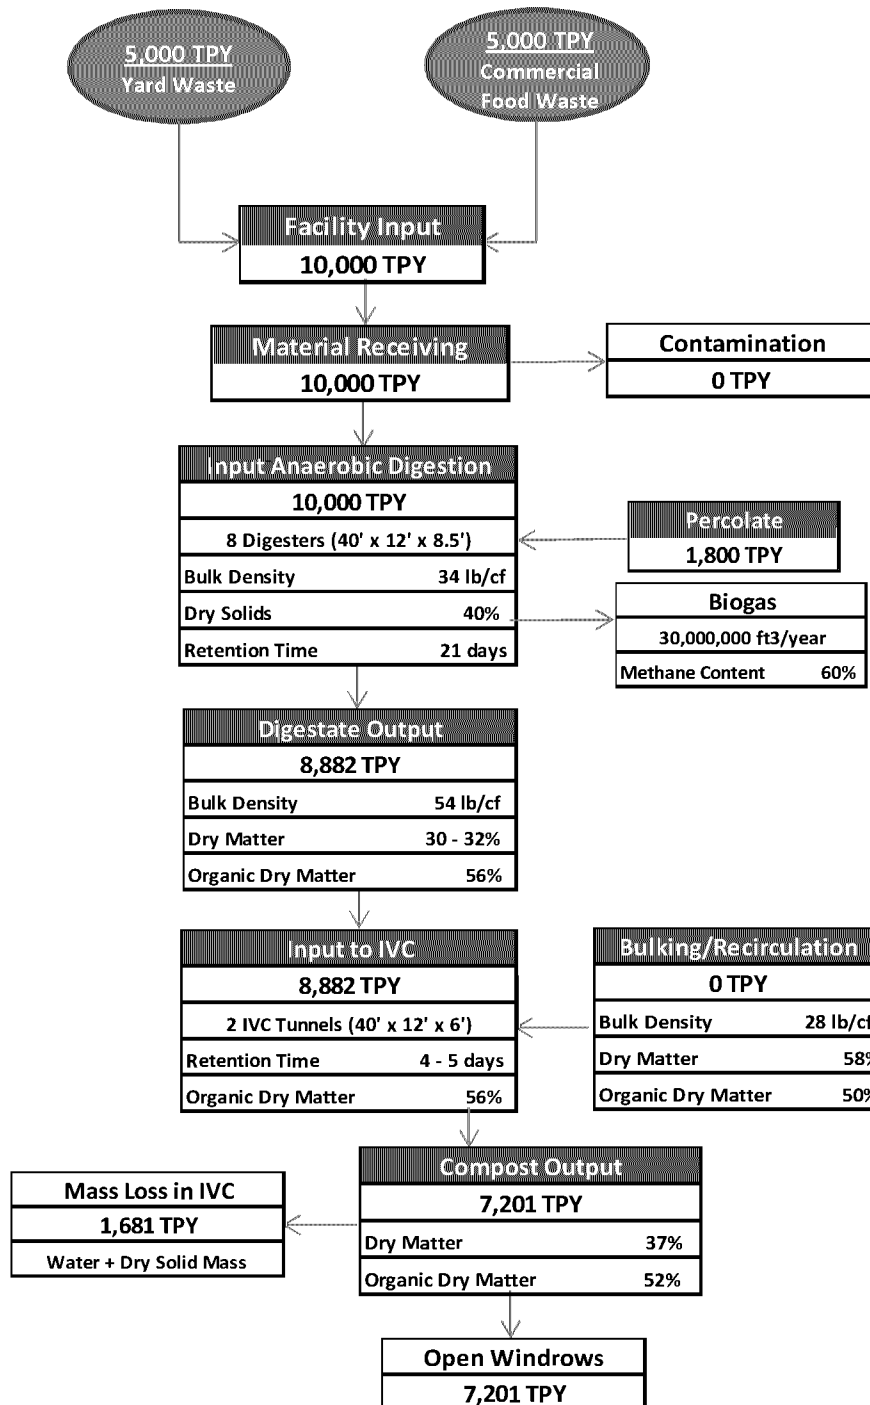 5,000 TPY
Yard Waste
5,000 TPY
Commercial
Food Waste
Facility Input
10,000 TPY
Material Receiving
10,000 TPY
Contamination
0 TPY
Input Anaerobic Digestion
10,000 TPY
8 Digesters (40' x 12' x 8.5')
Bulk Density 34 lb/cf
Dry Solids 40%
Retention Time 21 days
Percolate
1,800 TPY
Biogas
30,000,000 ft3/year
Methane Content 60%
Digestate Output
8,882 TPY
Bulk Density 54 lb/cf
Dry Matter 30 - 32%
Organic Dry Matter 56%
Input to IVC
8,882 TPY
2 IVC Tunnels (40' x 12' x 6')
Retention Time 4 - 5 days
Organic Dry Matter 56%
Bulking/Recirculation
0 TPY
Bulk Density 28 lb/cf
Dry Matter 58%
Organic Dry Matter 50%
Compost Output
7,201 TPY
Dry Matter 37%
Organic Dry Matter 52%
Mass Loss in IVC
1,681 TPY
Water + Dry Solid Mass
Open Windrows
7,201 TPY